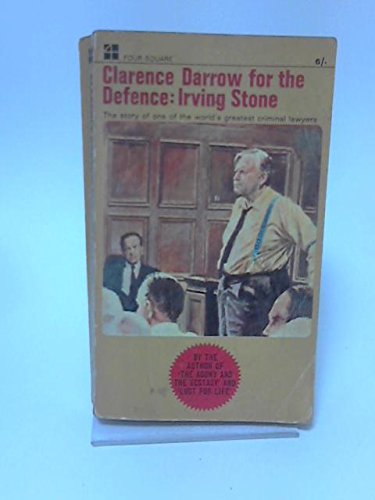 FOUR SQUARE
6/-
Clarence Darrow for the
Defence: Irving Stone
The story of one of the world's greatest criminal lawyers
BY THE
AUTHOR OF
'THE AGONY AND
THE ECSTASY' AND
'LUST FOR LIFE'